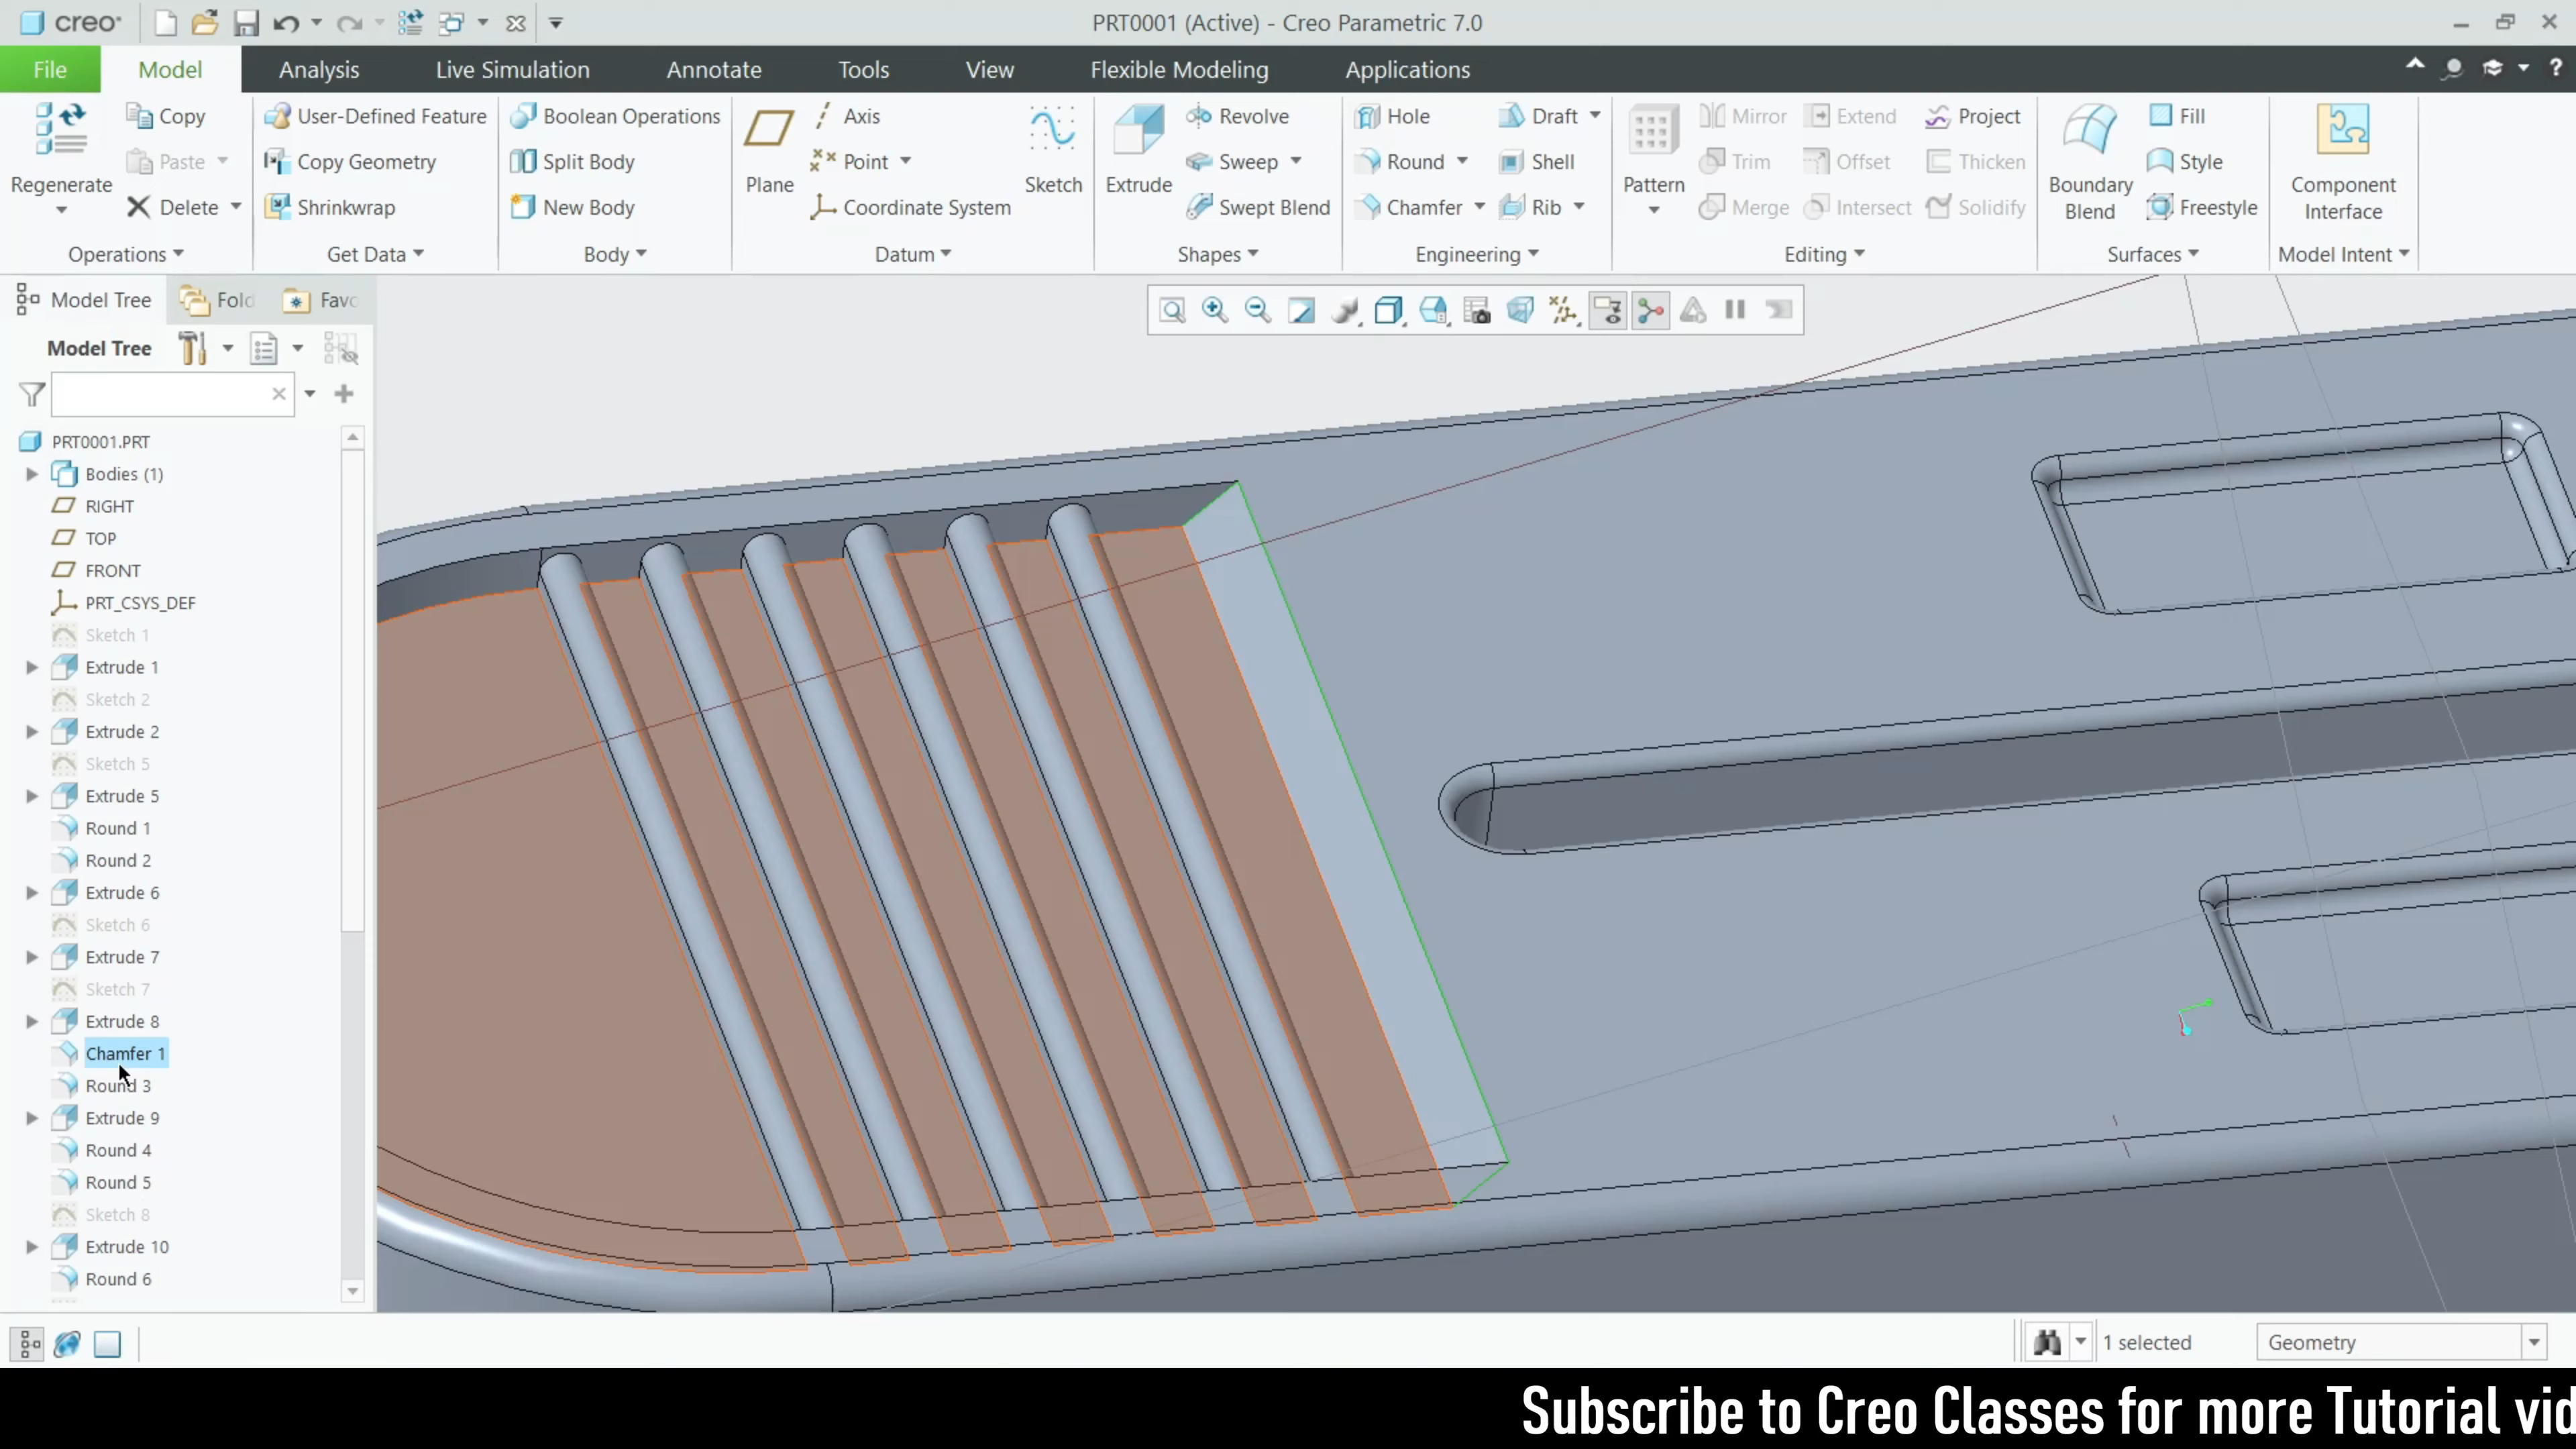 creo
PRT0001 (Active) - Creo Parametric 7.0
File
Model
Analysis
Live Simulation
Annotate
Tools
View
Flexible Modeling
Applications
?
Regenerate
Copy
Paste
Delete
Operations
User-Defined Feature
Copy Geometry
Shrinkwrap
Get Data
Boolean Operations
Split Body
New Body
Body
Plane
Axis
Point
Coordinate System
Sketch
Datum
Extrude
Revolve
Sweep
Swept Blend
Shapes
Hole
Round
Chamfer
Draft
Shell
Rib
Engineering
Pattern
Mirror
Trim
Merge
Extend
Offset
Intersect
Project
Thicken
Solidify
Editing
Boundary
Blend
Fill
Style
Freestyle
Surfaces
Component
Interface
Model Intent
Model Tree
Fold
Favo
Model Tree
PRT0001.PRT
Bodies (1)
RIGHT
TOP
FRONT
PRT_CSYS_DEF
Sketch 1
Extrude 1
Sketch 2
Extrude 2
Sketch 5
Extrude 5
Round 1
Round 2
Extrude 6
Sketch 6
Extrude 7
Sketch 7
Extrude 8
Chamfer 1
Round 3
Extrude 9
Round 4
Round 5
Sketch 8
Extrude 10
Round 6
1 selected
Geometry
Subscribe to Creo Classes for more Tutorial vid